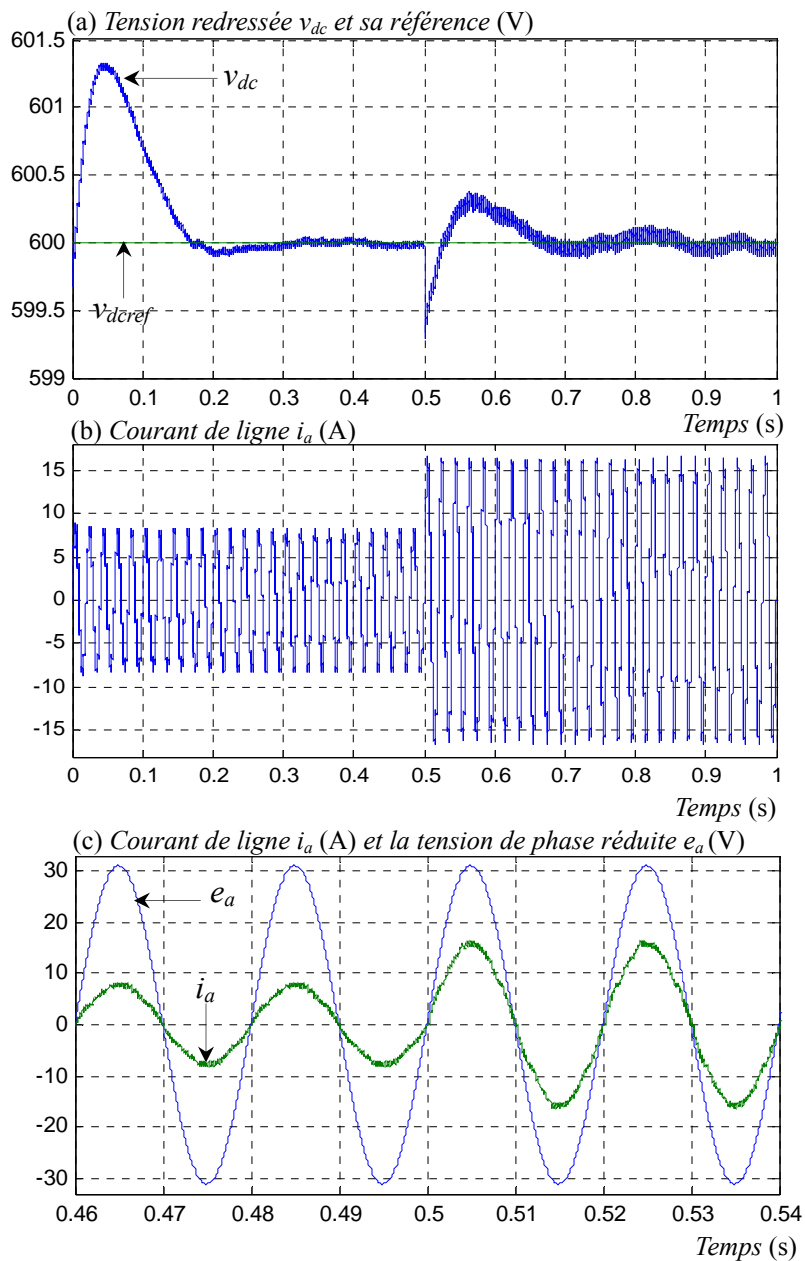 (a) Tension redressée vdc et sa référence (V)
601.5
601
600.5
600
599.5
599
vdc
vdcref
0 0.1 0.2 0.3 0.4 0.5 0.6 0.7 0.8 0.9 1
Temps (s)
(b) Courant de ligne ia (A)
15
10
5
0
-5
-10
-15
0 0.1 0.2 0.3 0.4 0.5 0.6 0.7 0.8 0.9 1
Temps (s)
(c) Courant de ligne ia (A) et la tension de phase réduite ea (V)
30
20
10
0
-10
-20
-30
ea
ia
0.46 0.47 0.48 0.49 0.5 0.51 0.52 0.53 0.54
Temps (s)